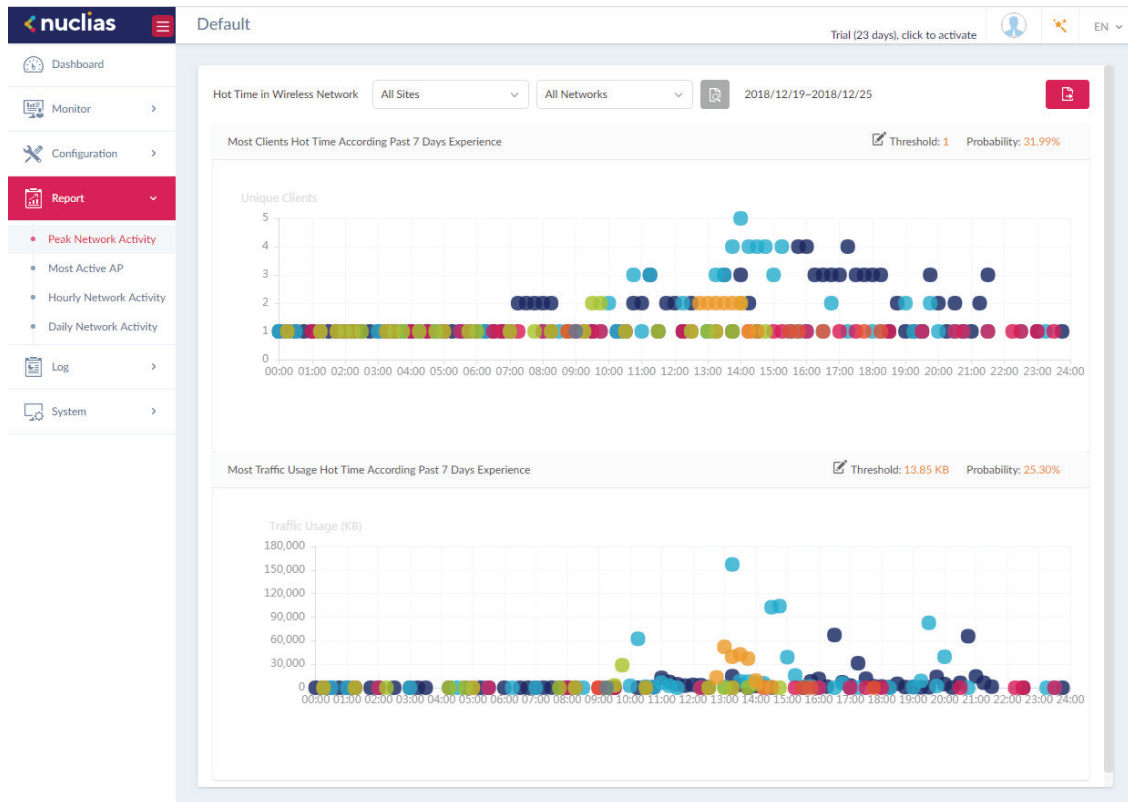 nuclias
Default
Trial (23 days), click to activate
EN
Dashboard
Monitor
Configuration
Report
Peak Network Activity
Most Active AP
Hourly Network Activity
Daily Network Activity
Log
System
Hot Time in Wireless Network All Sites All Networks 2018/12/19~2018/12/25
Most Clients Hot Time According Past 7 Days Experience Threshold: 1 Probability: 31.99%
Unique Clients
5
4
3
2
1
0
00:00 01:00 02:00 03:00 04:00 05:00 06:00 07:00 08:00 09:00 10:00 11:00 12:00 13:00 14:00 15:00 16:00 17:00 18:00 19:00 20:00 21:00 22:00 23:00 24:00
Most Traffic Usage Hot Time According Past 7 Days Experience Threshold: 13.85 KB Probability: 25.30%
Traffic Usage (KB)
180,000
150,000
120,000
90,000
60,000
30,000
0
00:00 01:00 02:00 03:00 04:00 05:00 06:00 07:00 08:00 09:00 10:00 11:00 12:00 13:00 14:00 15:00 16:00 17:00 18:00 19:00 20:00 21:00 22:00 23:00 24:00